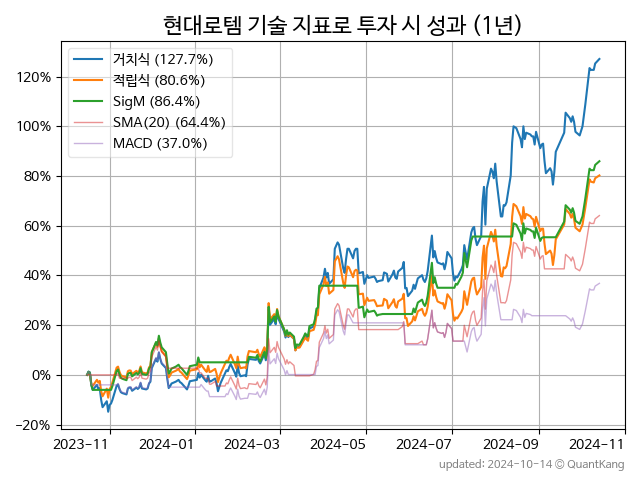 현대로템 기술 지표로 투자 시 성과 (1년)
거치식 (127.7%)
적립식 (80.6%)
SigM (86.4%)
SMA(20) (64.4%)
MACD (37.0%)
120%
100%
80%
60%
40%
20%
0%
−20%
2023−11 2024−01 2024−03 2024−05 2024−07 2024−09 2024−11
updated: 2024-10-14 © QuantKang